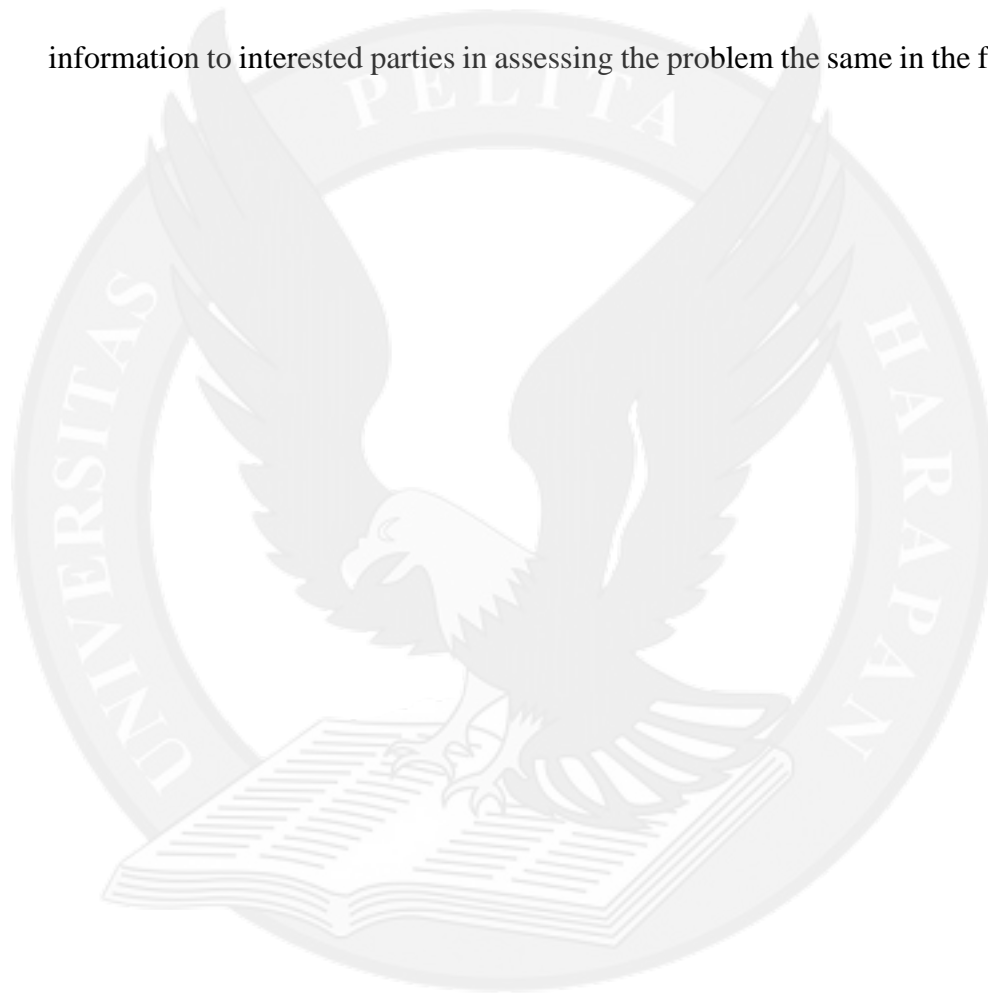 information to interested parties in assessing the problem the same in the f
PELITA
UNIVERSITAS
HARAPAN